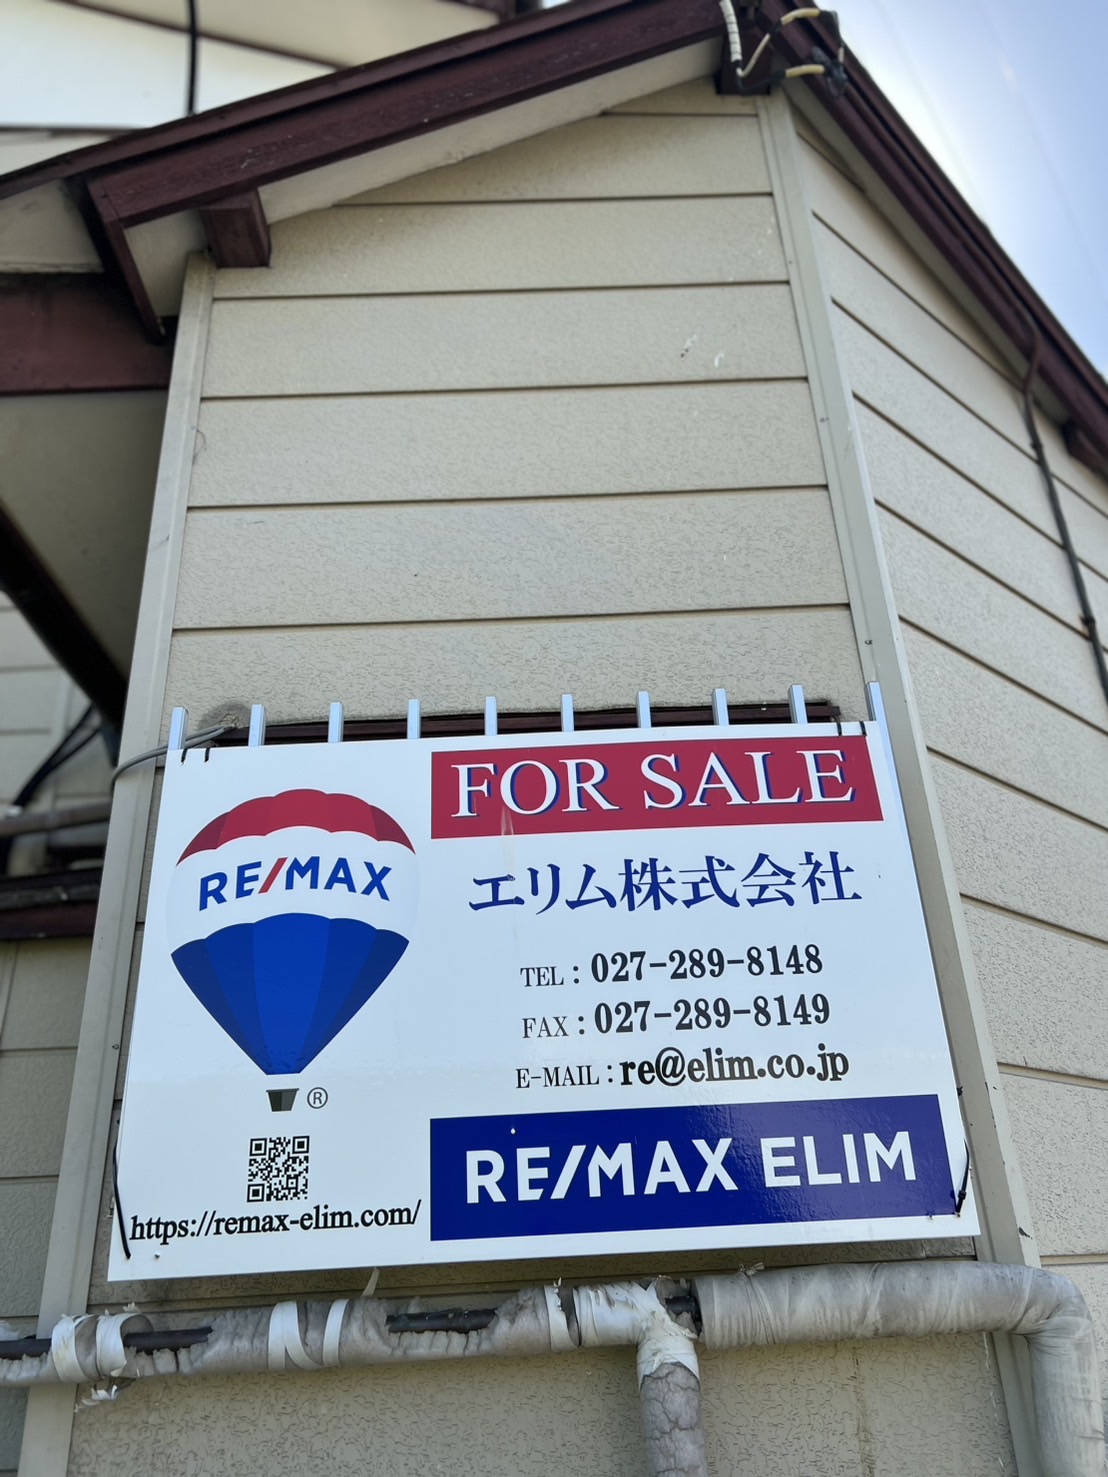 RE/MAX
®
https://remax-elim.com/
FOR SALE
エリム株式会社
TEL：027-289-8148
FAX：027-289-8149
E-MAIL：re@elim.co.jp
RE/MAX ELIM